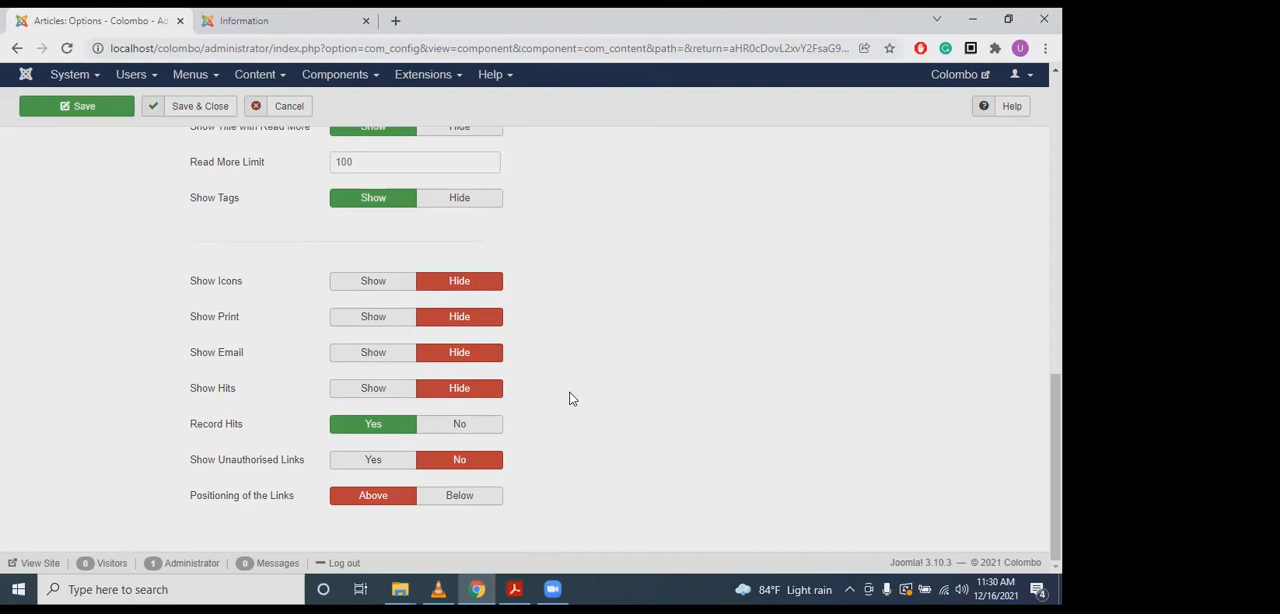 Articles: Options - Colombo - Ad
Information
localhost/colombo/administrator/index.php?option=com_config&view=component&component=com_content&path=&return=aHR0cDovL2xvY2FsaG9...
U
System Users Menus Content Components Extensions Help
Colombo
Save
Save & Close
Cancel
Help
Show Title with Read More Show Hide
Read More Limit 100
Show Tags Show Hide
Show Icons Show Hide
Show Print Show Hide
Show Email Show Hide
Show Hits Show Hide
Record Hits Yes No
Show Unauthorised Links Yes No
Positioning of the Links Above Below
View Site 0 Visitors 1 Administrator 0 Messages Log out
Joomla! 3.10.3 — © 2021 Colombo
Type here to search
84°F Light rain
11:30 AM
12/16/2021
4